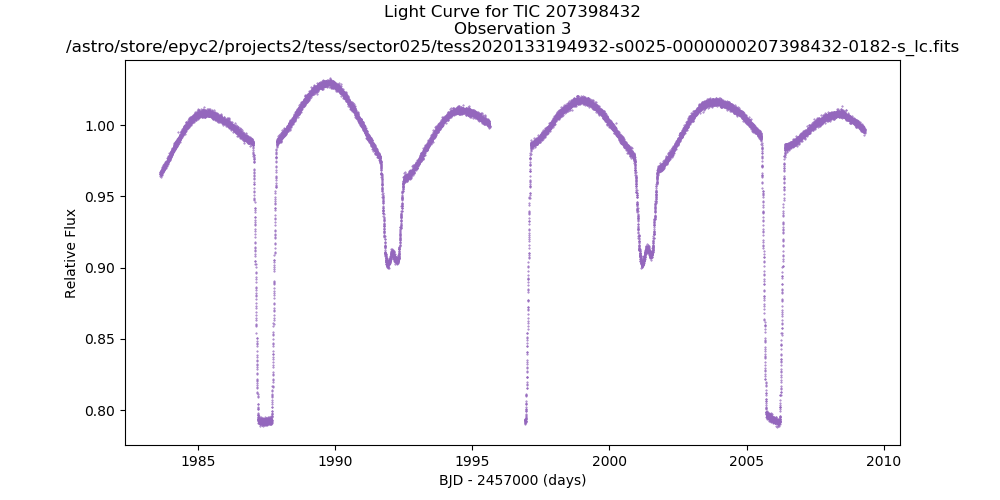 Light Curve for TIC 207398432
Observation 3
/astro/store/epyc2/projects2/tess/sector025/tess2020133194932-s0025-0000000207398432-0182-s_lc.fits
1.00
0.95
0.90
0.85
0.80
Relative Flux
1985
1990
1995
2000
2005
2010
BJD - 2457000 (days)